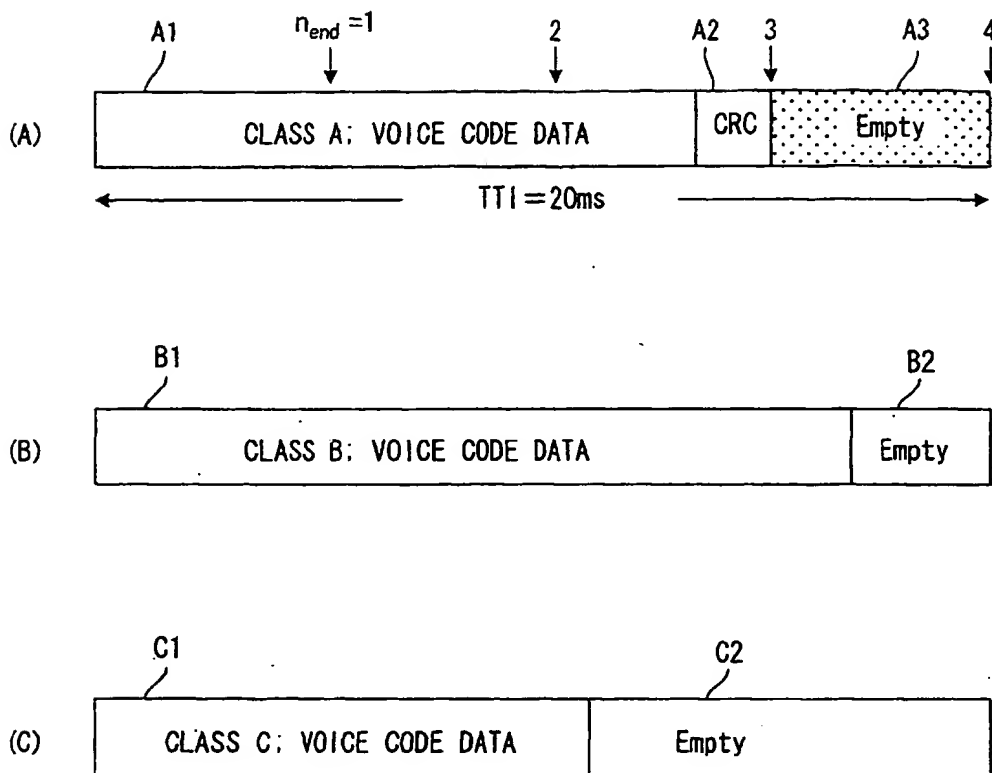 A1 n_end =1 2 A2 3 A3 4
(A) CLASS A; VOICE CODE DATA CRC Empty
TTI=20ms
B1 B2
(B) CLASS B; VOICE CODE DATA Empty
C1 C2
(C) CLASS C; VOICE CODE DATA Empty